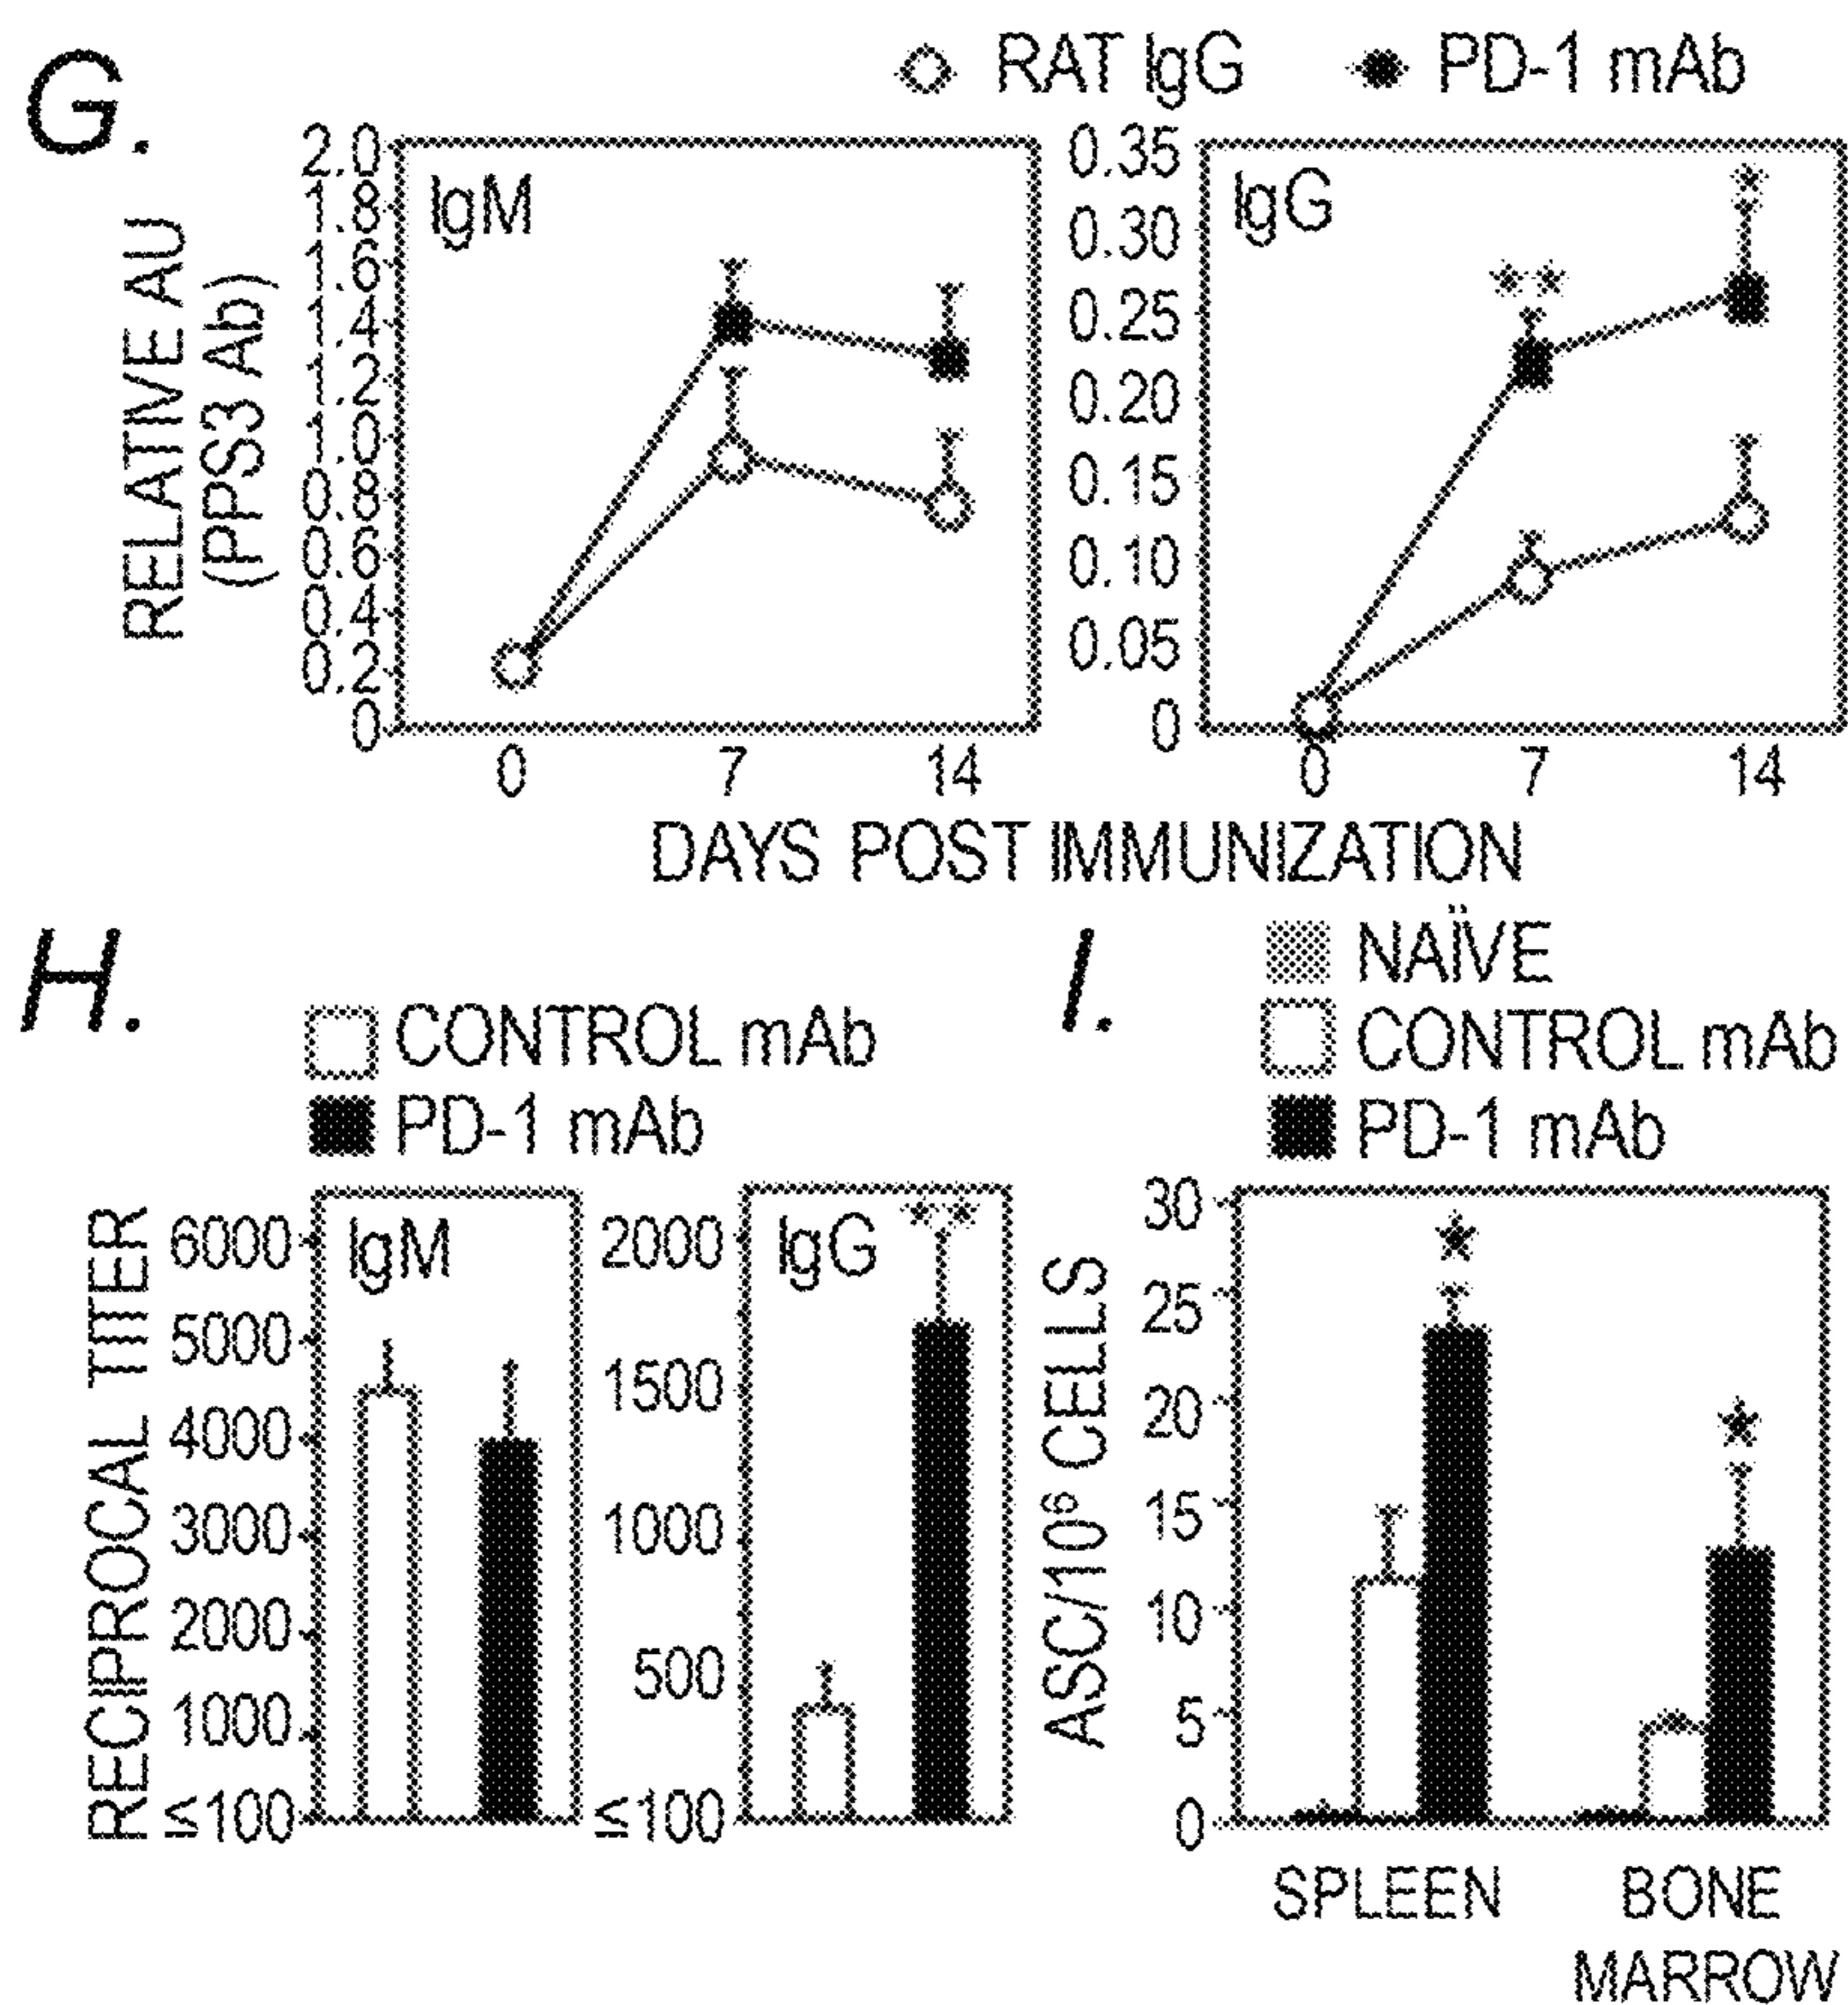 G.
RAT IgG PD-1 mAb
RELATIVE AU
(PPS3 Ab)
2.0
1.8
1.6
1.4
1.2
1.0
0.8
0.6
0.4
0.2
0
IgM
0 7 14
0.35
0.30
0.25
0.20
0.15
0.10
0.05
0
IgG
**
*
0 7 14
DAYS POST IMMUNIZATION
H.
CONTROL mAb
PD-1 mAb
RECIPROCAL TITER
6000
5000
4000
3000
2000
1000
≤100
IgM
2000
1500
1000
500
≤100
IgG
**
I.
NAÏVE
CONTROL mAb
PD-1 mAb
ASC/10⁶ CELLS
30
25
20
15
10
5
0
*
*
SPLEEN
BONE
MARROW